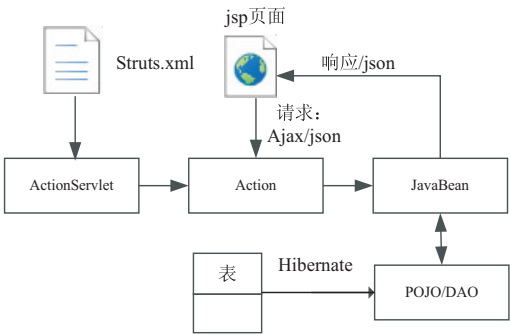 jsp页面
Struts.xml
响应/json
请求：
Ajax/json
ActionServlet
Action
JavaBean
表
Hibernate
POJO/DAO